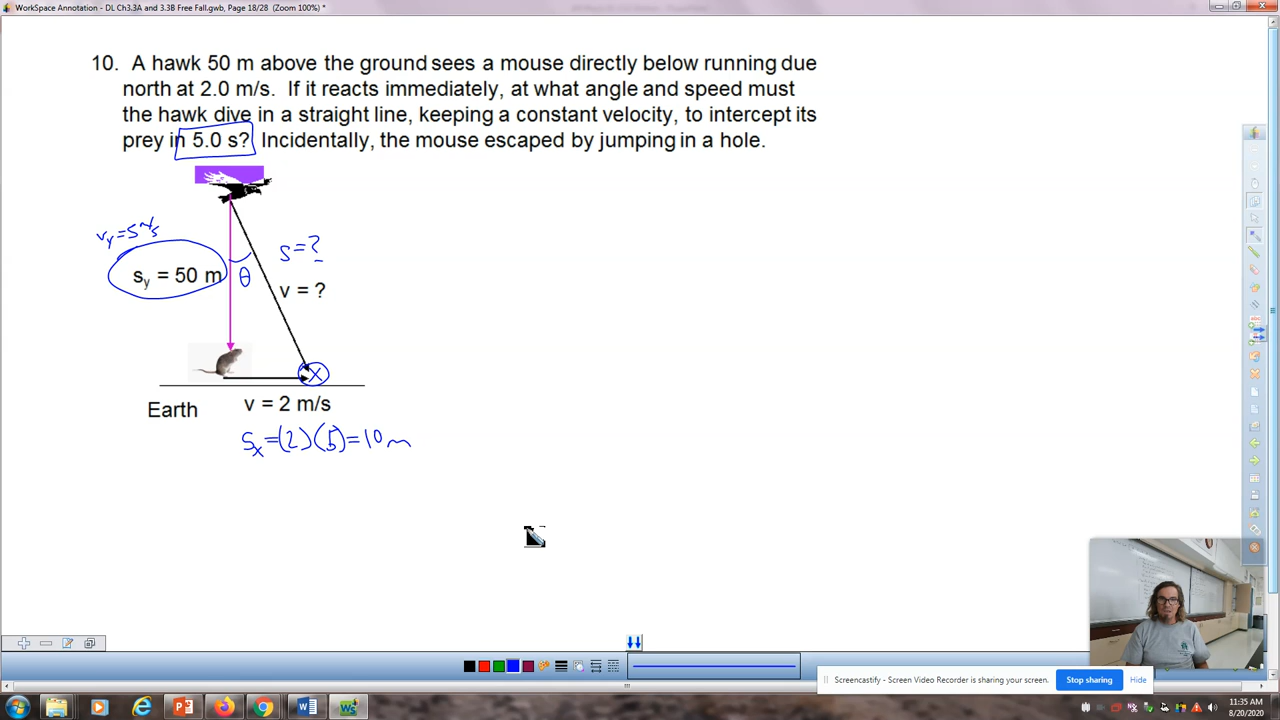 WorkSpace Annotation - DL Ch3.3A and 3.3B Free Fall.gwb, Page 18/28 (Zoom 100%) *
10. A hawk 50 m above the ground sees a mouse directly below running due
north at 2.0 m/s. If it reacts immediately, at what angle and speed must
the hawk dive in a straight line, keeping a constant velocity, to intercept its
prey in 5.0 s? Incidentally, the mouse escaped by jumping in a hole.
vy = 5 m/s
s = ?
sy = 50 m
θ
v = ?
x
Earth
v = 2 m/s
Sx = (2)(5) = 10 m
Screencastify - Screen Video Recorder is sharing your screen.
Stop sharing
Hide
11:35 AM
8/20/2020